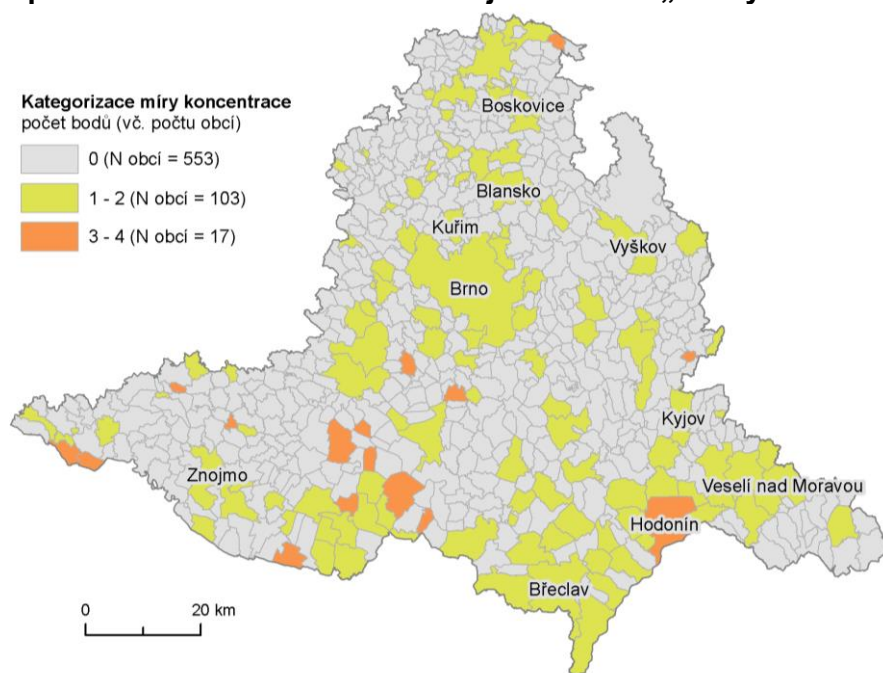 Kategorizace míry koncentrace
počet bodů (vč. počtu obcí)
0 (N obcí = 553)
1 - 2 (N obcí = 103)
3 - 4 (N obcí = 17)
Boskovice
Blansko
Kuřim
Vyškov
Brno
Kyjov
Znojmo
Veselí nad Moravou
Hodonín
Břeclav
0 20 km